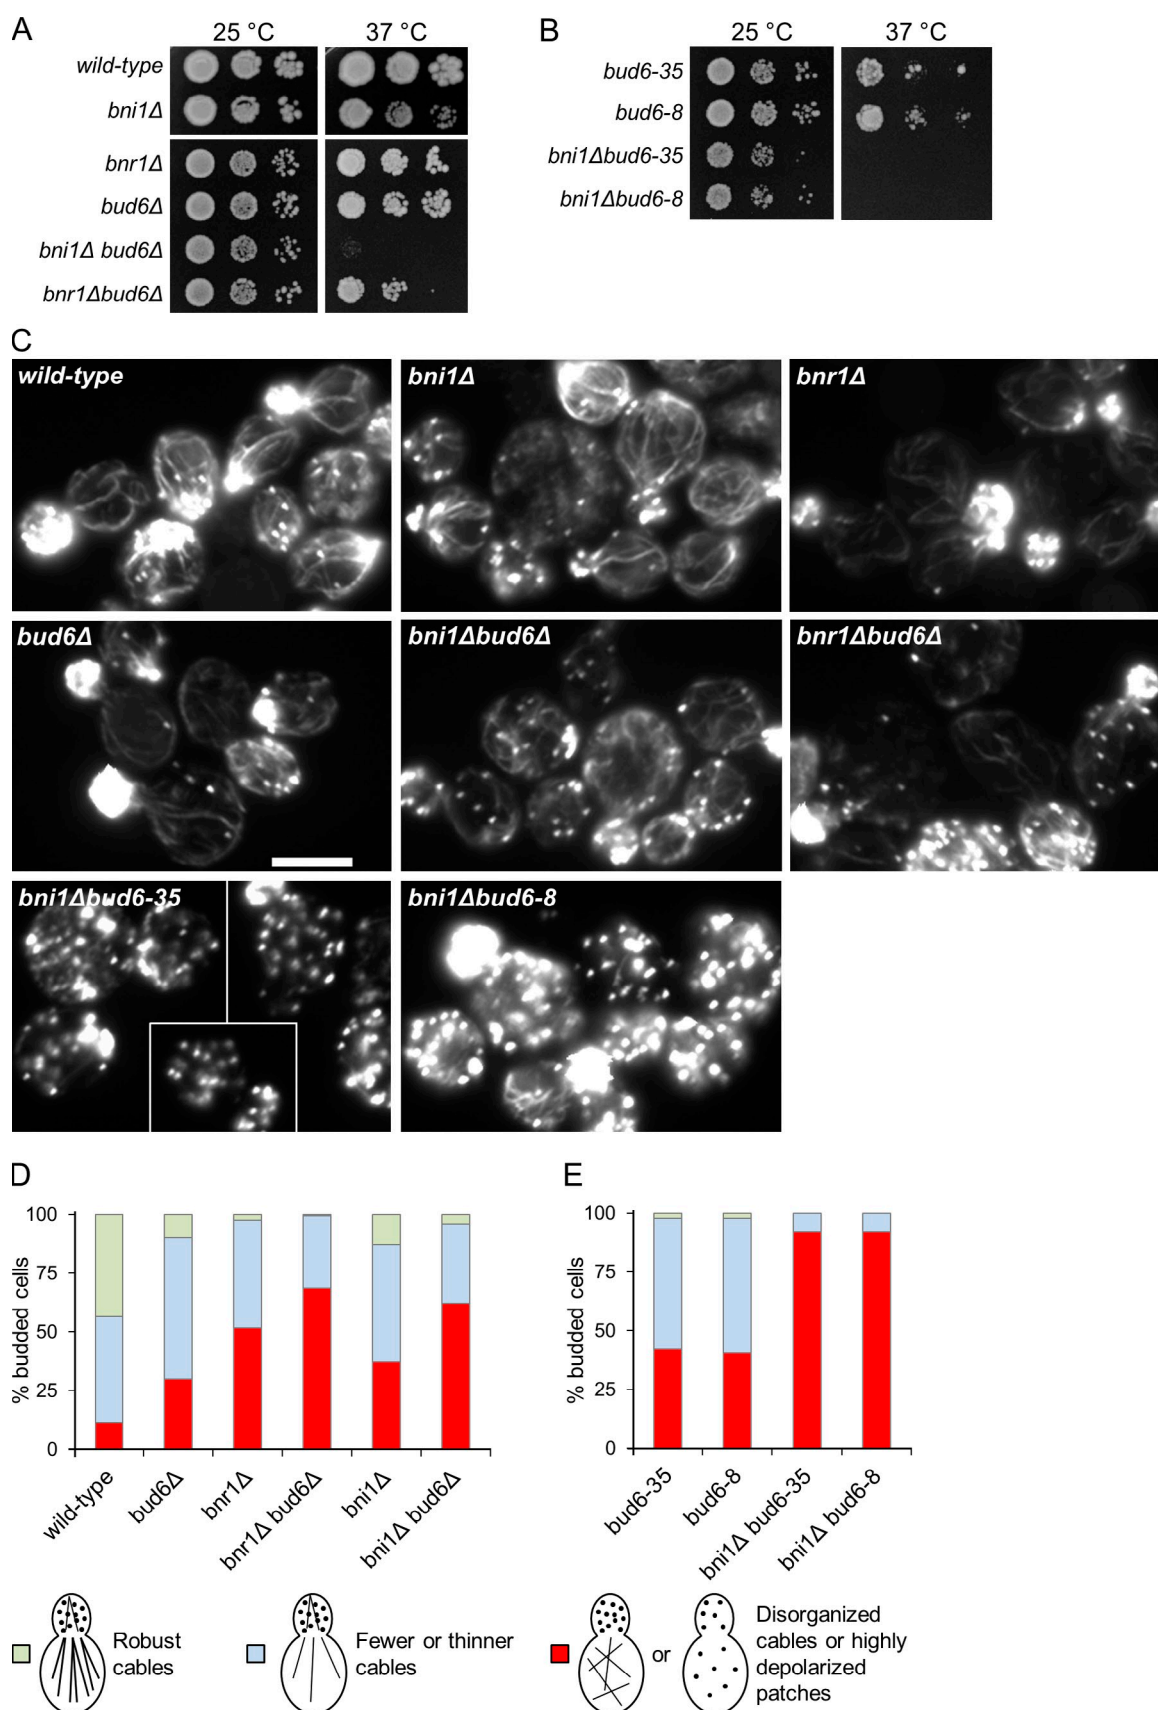 A
25 °C
37 °C
wild-type
bni1Δ
bnr1Δ
bud6Δ
bni1Δ bud6Δ
bnr1Δbud6Δ
B
25 °C
37 °C
bud6-35
bud6-8
bni1Δbud6-35
bni1Δbud6-8
C
wild-type
bni1Δ
bnr1Δ
bud6Δ
bni1Δbud6Δ
bnr1Δbud6Δ
bni1Δbud6-35
bni1Δbud6-8
D
% budded cells
100
75
50
25
0
wild-type
bud6Δ
bnr1Δ
bnr1Δ bud6Δ
bni1Δ
bni1Δ bud6Δ
E
% budded cells
100
75
50
25
0
bud6-35
bud6-8
bni1Δ bud6-35
bni1Δ bud6-8
Robust
cables
Fewer or thinner
cables
or
Disorganized
cables or highly
depolarized
patches